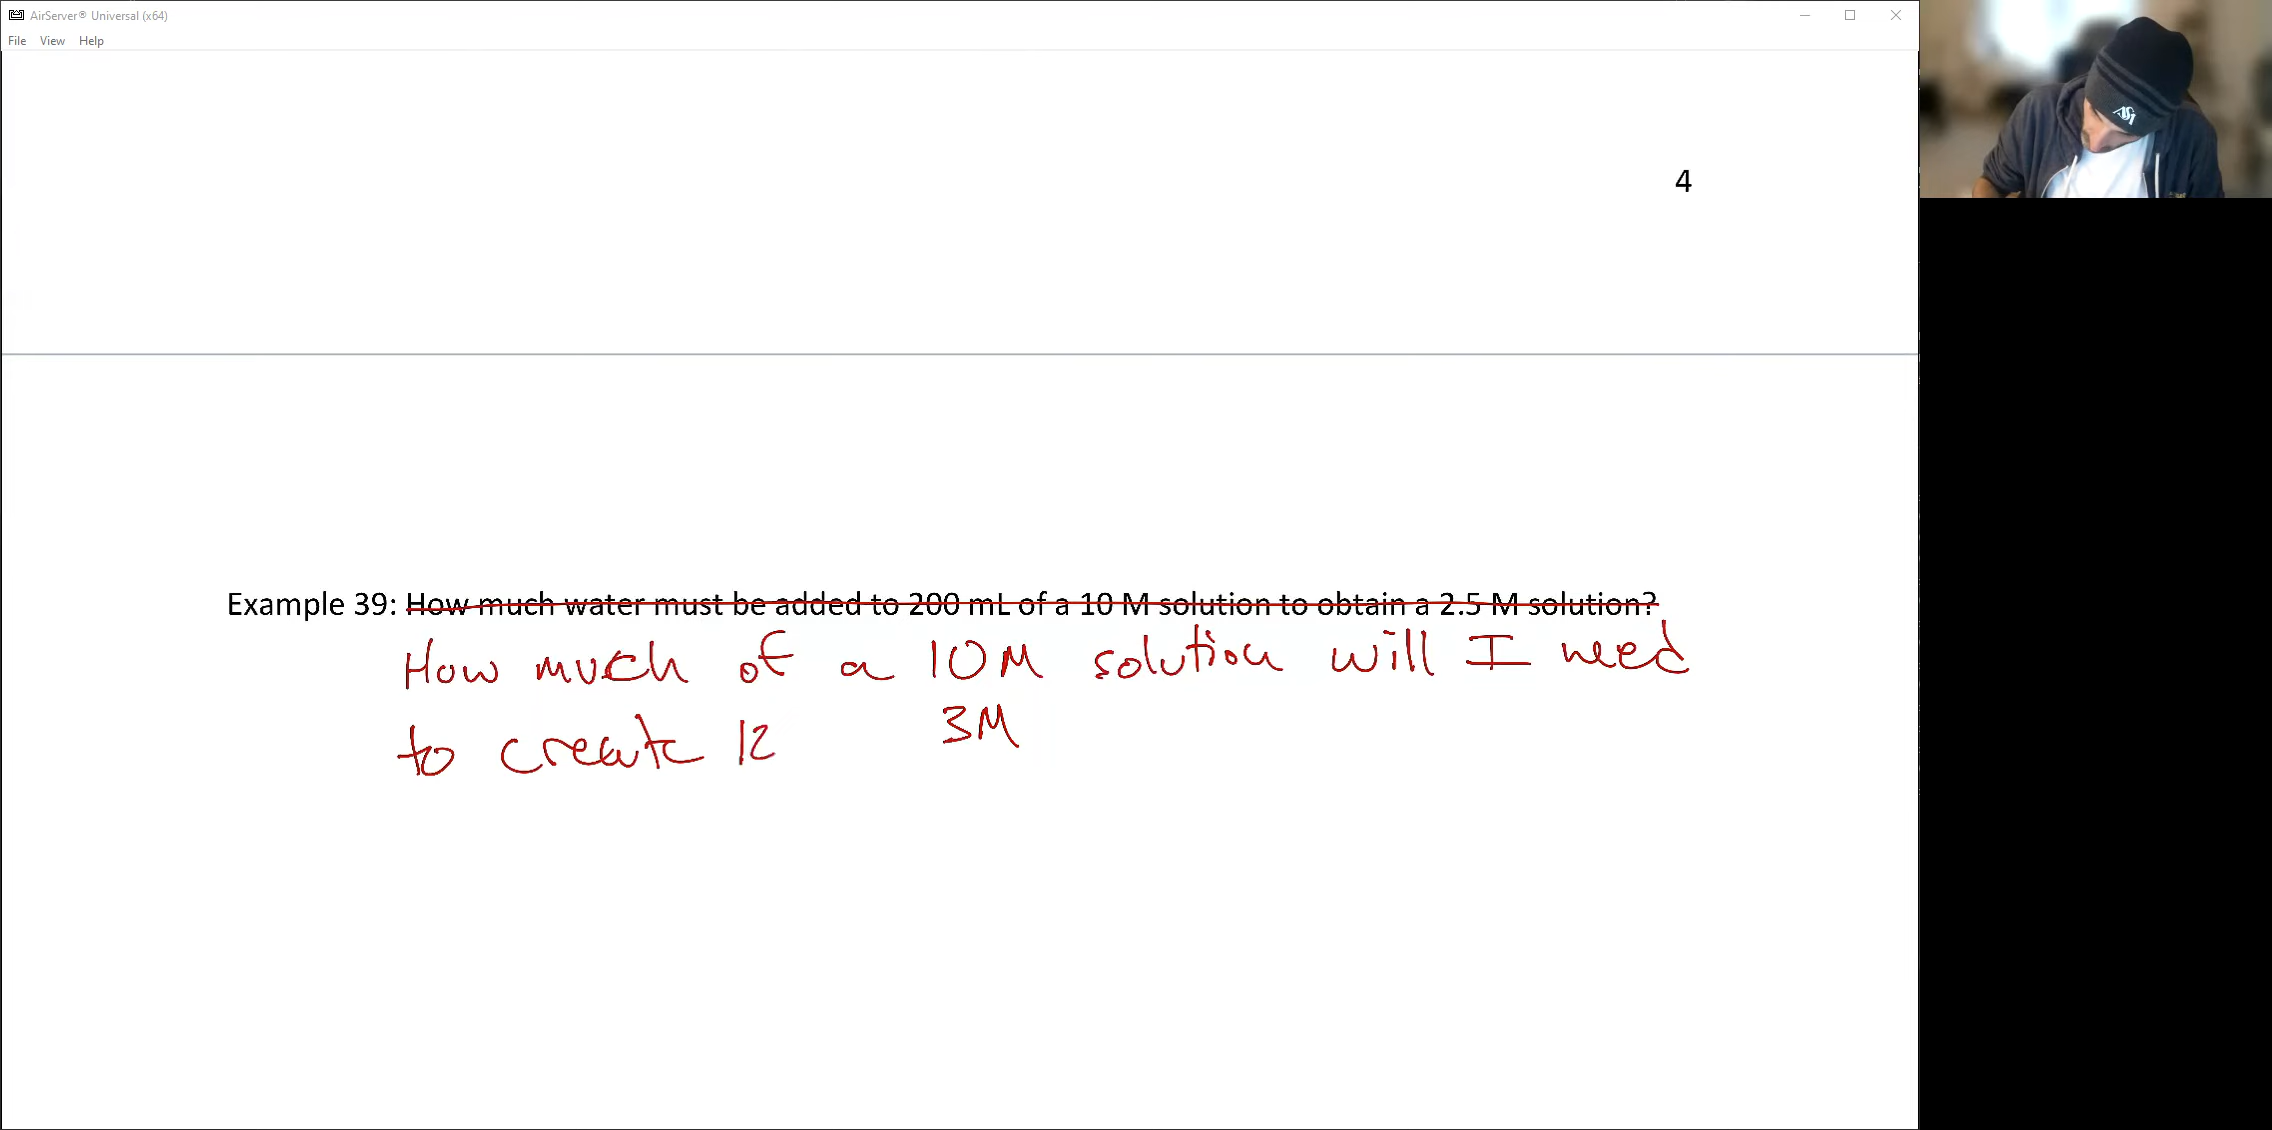 AirServer® Universal (x64)
File View Help
4
Example 39: How much water must be added to 200 mL of a 10 M solution to obtain a 2.5 M solution?
How much of a 10M solution will I need
to create 12 3M